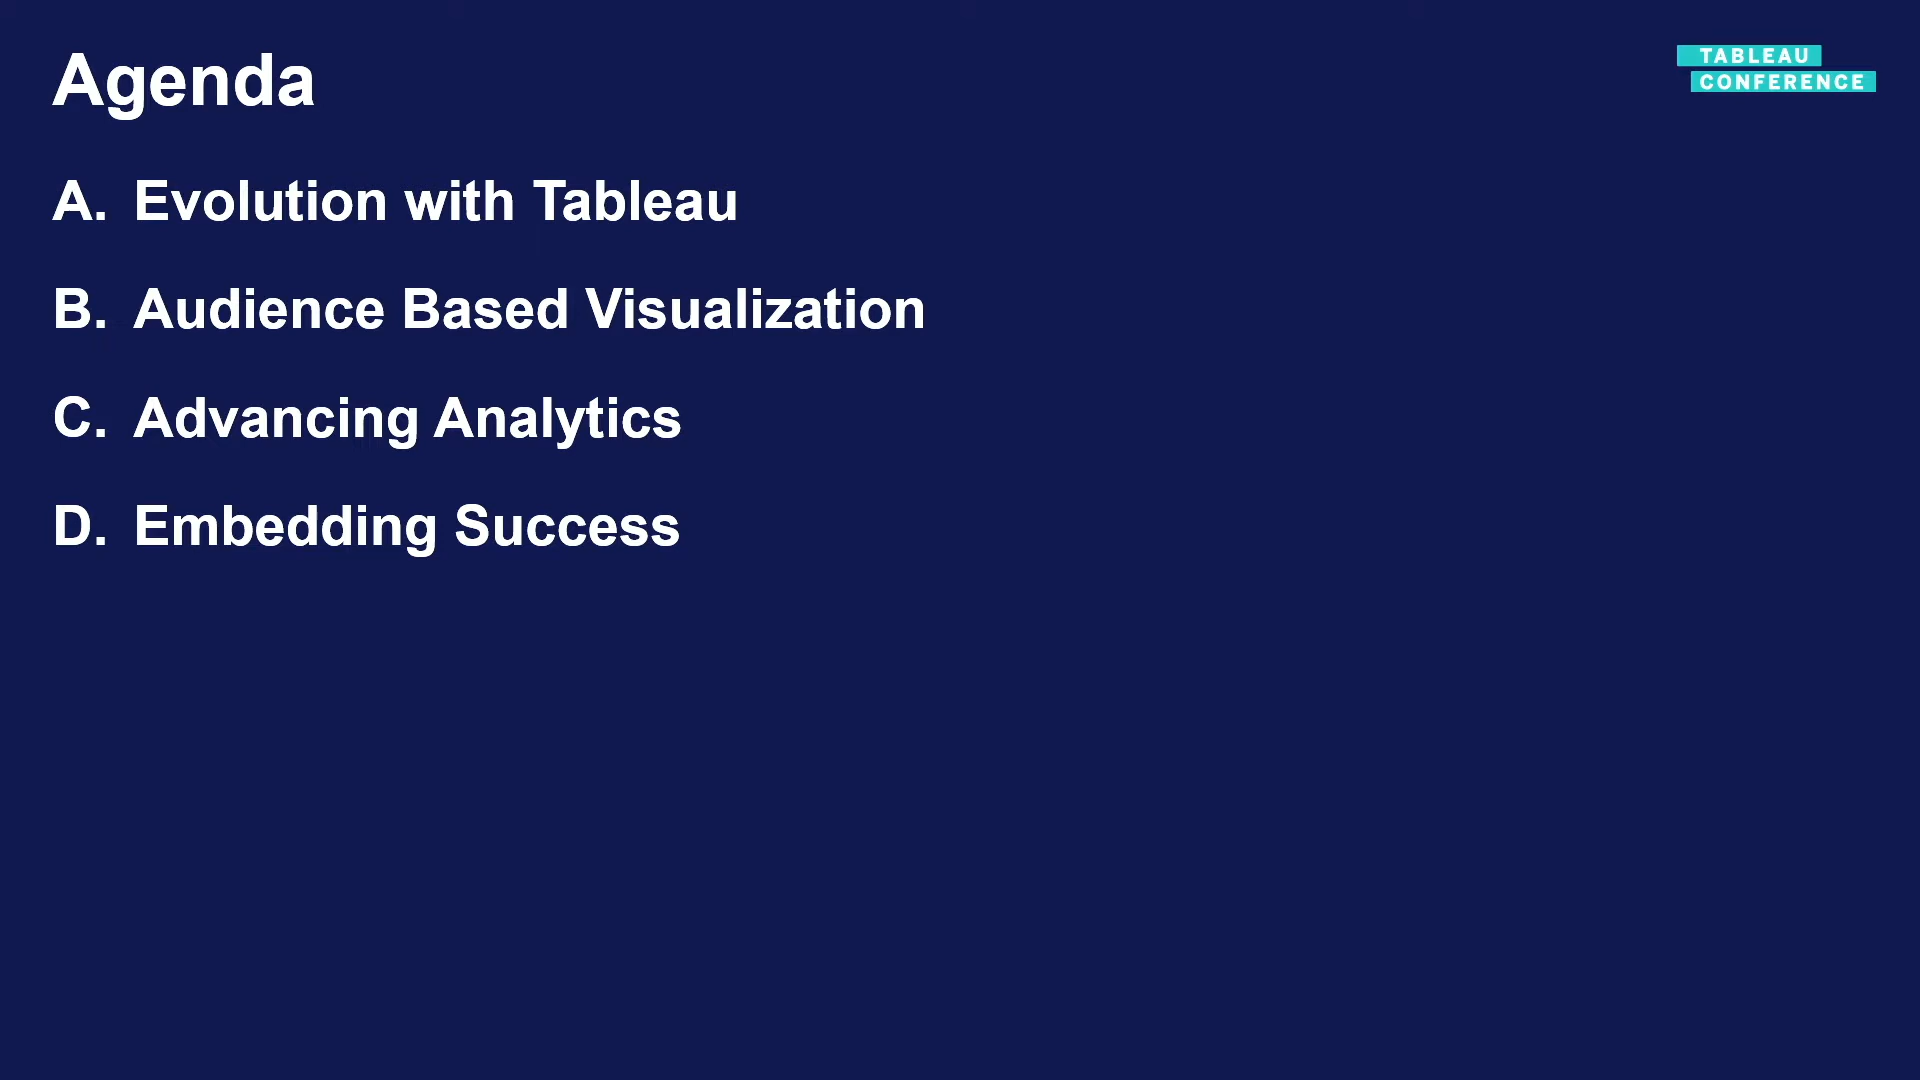 Agenda
TABLEAU
CONFERENCE
A. Evolution with Tableau
B. Audience Based Visualization
C. Advancing Analytics
D. Embedding Success